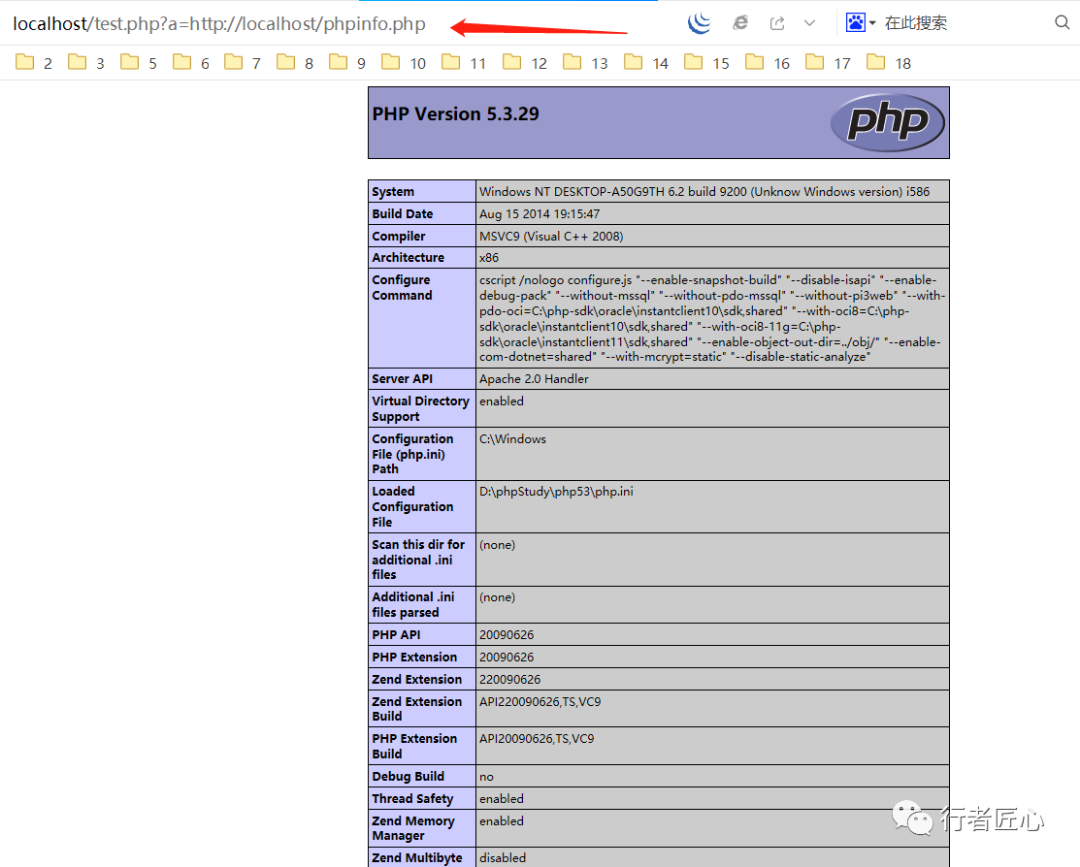 localhost/test.php?a=http://localhost/phpinfo.php
在此搜索
2 3 5 6 7 8 9 10 11 12 13 14 15 16 17 18
PHP Version 5.3.29
php
System Windows NT DESKTOP-A50G9TH 6.2 build 9200 (Unknow Windows version) i586
Build Date Aug 15 2014 19:15:47
Compiler MSVC9 (Visual C++ 2008)
Architecture x86
Configure Command
cscript /nologo configure.js "--enable-snapshot-build" "--disable-isapi" "--enable-
debug-pack" "--without-mssql" "--without-pdo-mssql" "--without-pi3web" "--with-
pdo-oci=C:\php-sdk\oracle\instantclient10\sdk,shared" "--with-oci8=C:\php-
sdk\oracle\instantclient10\sdk,shared" "--with-oci8-11g=C:\php-
sdk\oracle\instantclient11\sdk,shared" "--enable-object-out-dir=../obj/" "--enable-
com-dotnet=shared" "--with-mcrypt=static" "--disable-static-analyze"
Server API Apache 2.0 Handler
Virtual Directory
Support
enabled
Configuration
File (php.ini)
Path
C:\Windows
Loaded
Configuration
File
D:\phpStudy\php53\php.ini
Scan this dir for
additional .ini
files
(none)
Additional .ini
files parsed
(none)
PHP API 20090626
PHP Extension 20090626
Zend Extension 220090626
Zend Extension
Build
API220090626,TS,VC9
PHP Extension
Build
API20090626,TS,VC9
Debug Build no
Thread Safety enabled
Zend Memory
Manager
enabled
Zend Multibyte disabled
行者匠心